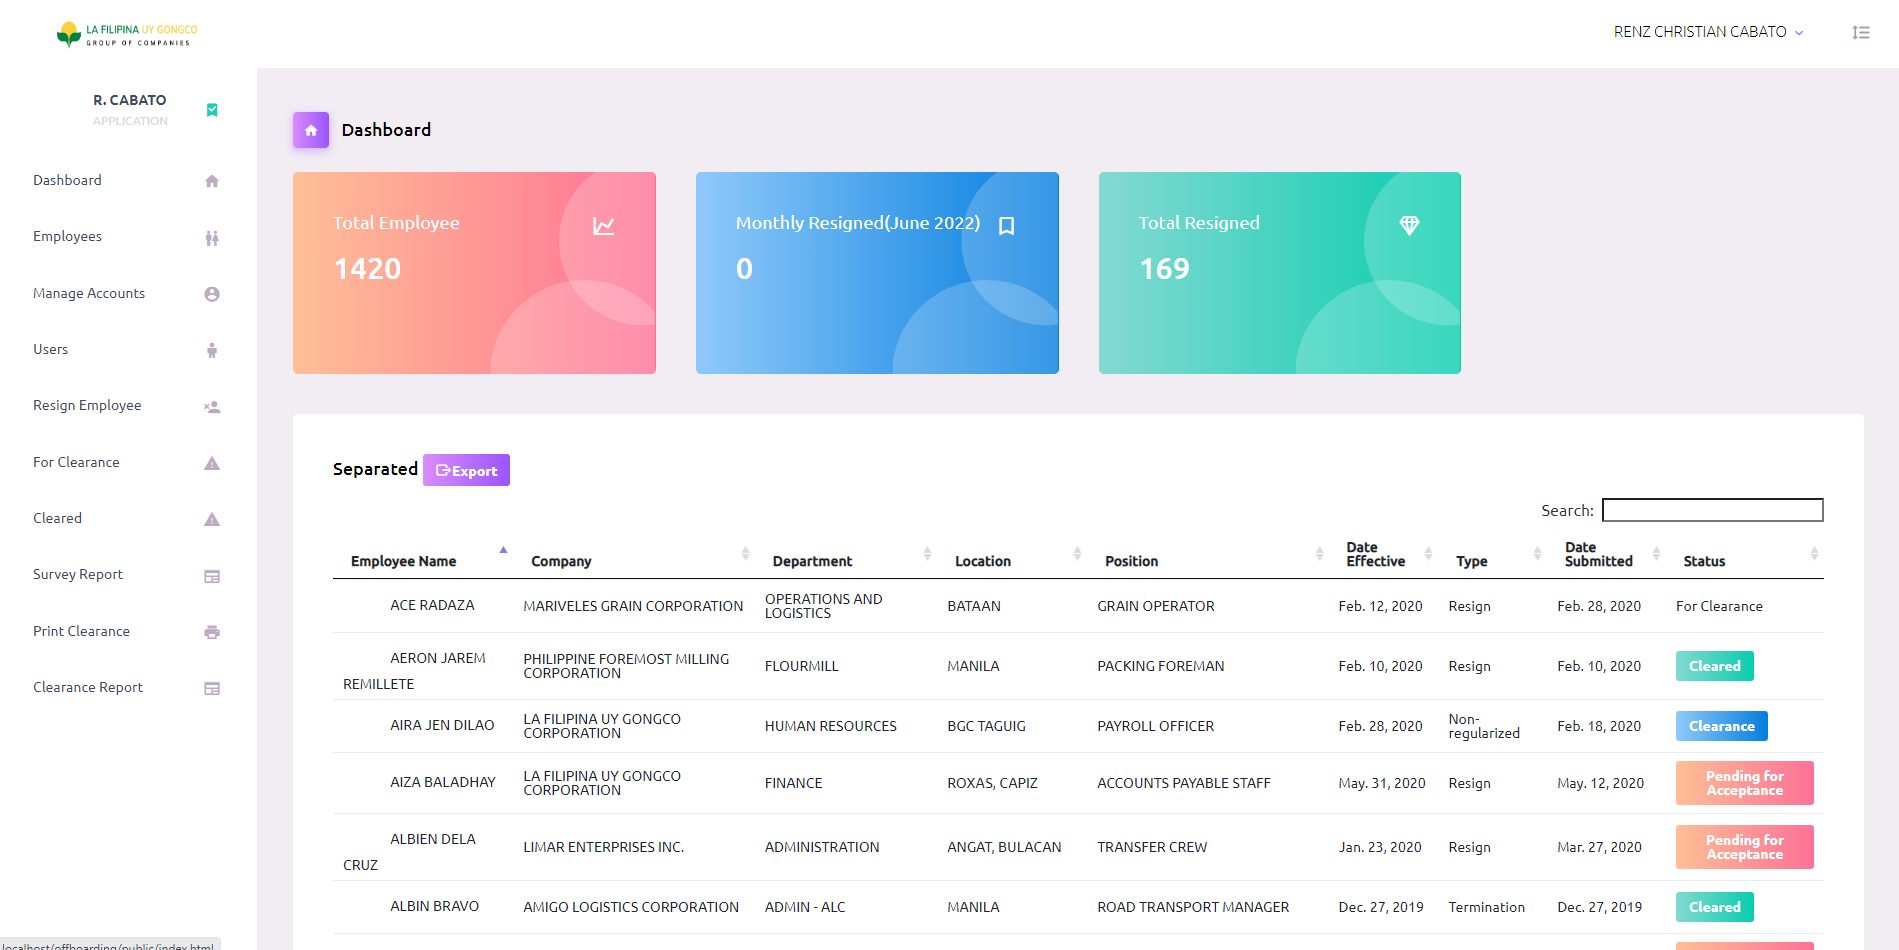 LA FILIPINA UY GONGCO
GROUP OF COMPANIES
RENZ CHRISTIAN CABATO
R. CABATO
APPLICATION
Dashboard
Employees
Manage Accounts
Users
Resign Employee
For Clearance
Cleared
Survey Report
Print Clearance
Clearance Report
Dashboard
Total Employee
1420
Monthly Resigned(June 2022)
0
Total Resigned
169
Separated Export
Search:
Employee Name Company Department Location Position Date Effective Type Date Submitted Status
ACE RADAZA MARIVELES GRAIN CORPORATION OPERATIONS AND LOGISTICS BATAAN GRAIN OPERATOR Feb. 12, 2020 Resign Feb. 28, 2020 For Clearance
AERON JAREM REMILLETE PHILIPPINE FOREMOST MILLING CORPORATION FLOURMILL MANILA PACKING FOREMAN Feb. 10, 2020 Resign Feb. 10, 2020 Cleared
AIRA JEN DILAO LA FILIPINA UY GONGCO CORPORATION HUMAN RESOURCES BGC TAGUIG PAYROLL OFFICER Feb. 28, 2020 Non-regularized Feb. 18, 2020 Clearance
AIZA BALADHAY LA FILIPINA UY GONGCO CORPORATION FINANCE ROXAS, CAPIZ ACCOUNTS PAYABLE STAFF May. 31, 2020 Resign May. 12, 2020 Pending for Acceptance
ALBIEN DELA CRUZ LIMAR ENTERPRISES INC. ADMINISTRATION ANGAT, BULACAN TRANSFER CREW Jan. 23, 2020 Resign Mar. 27, 2020 Pending for Acceptance
ALBIN BRAVO AMIGO LOGISTICS CORPORATION ADMIN - ALC MANILA ROAD TRANSPORT MANAGER Dec. 27, 2019 Termination Dec. 27, 2019 Cleared
localhost/offboarding/public/index.html